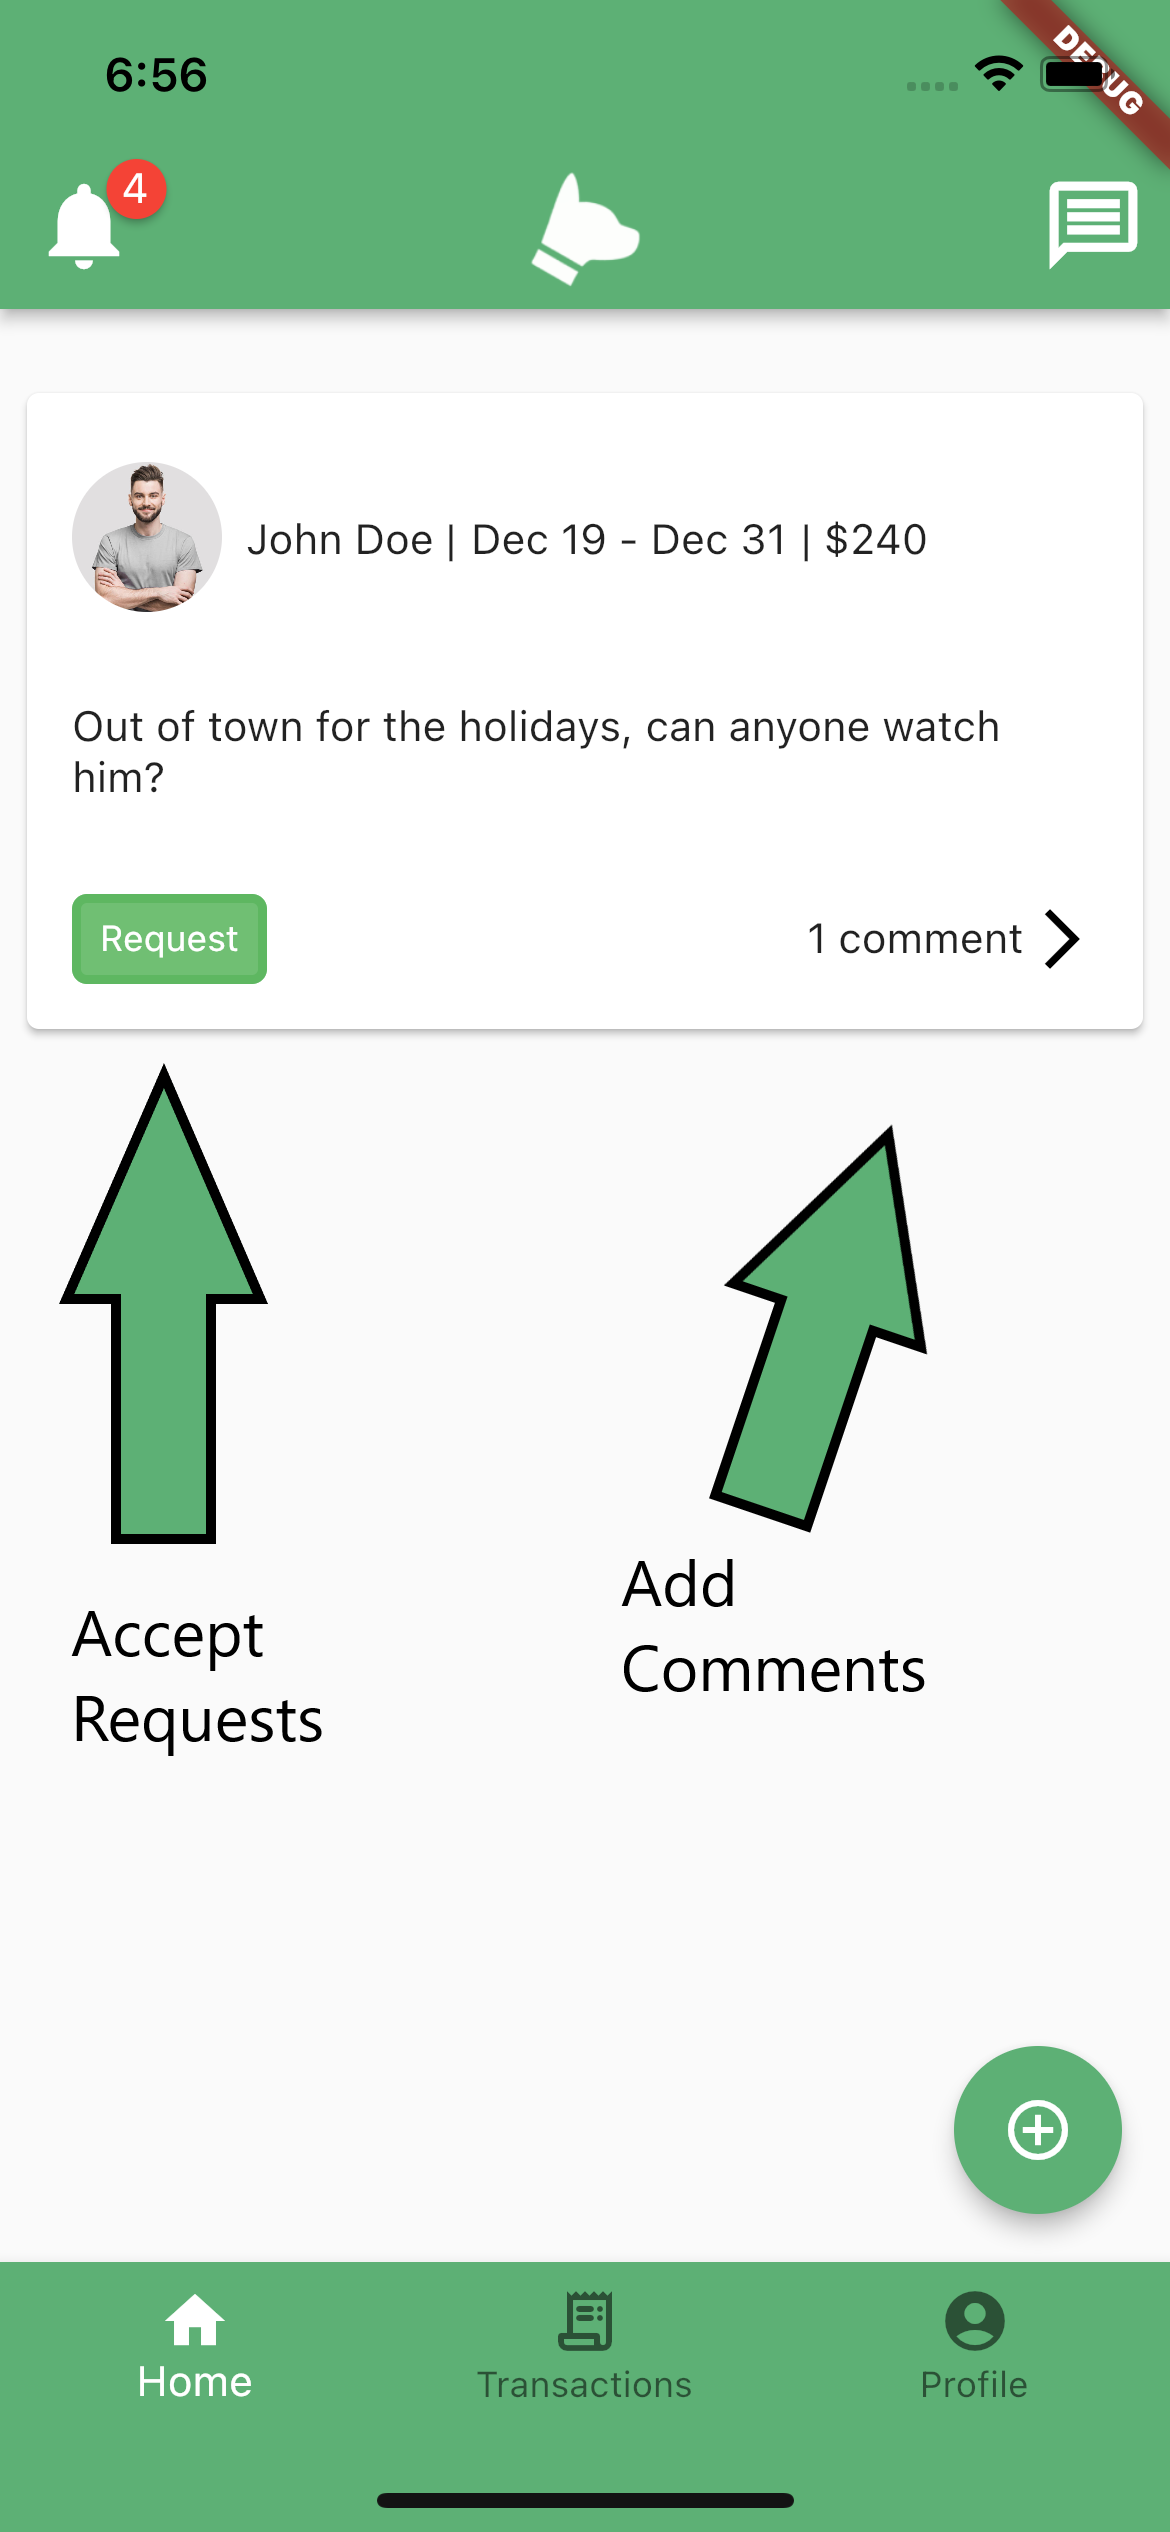 6:56
DEBUG
4
John Doe | Dec 19 - Dec 31 | $240
Out of town for the holidays, can anyone watch
him?
Request
1 comment
Accept
Requests
Add
Comments
Home
Transactions
Profile